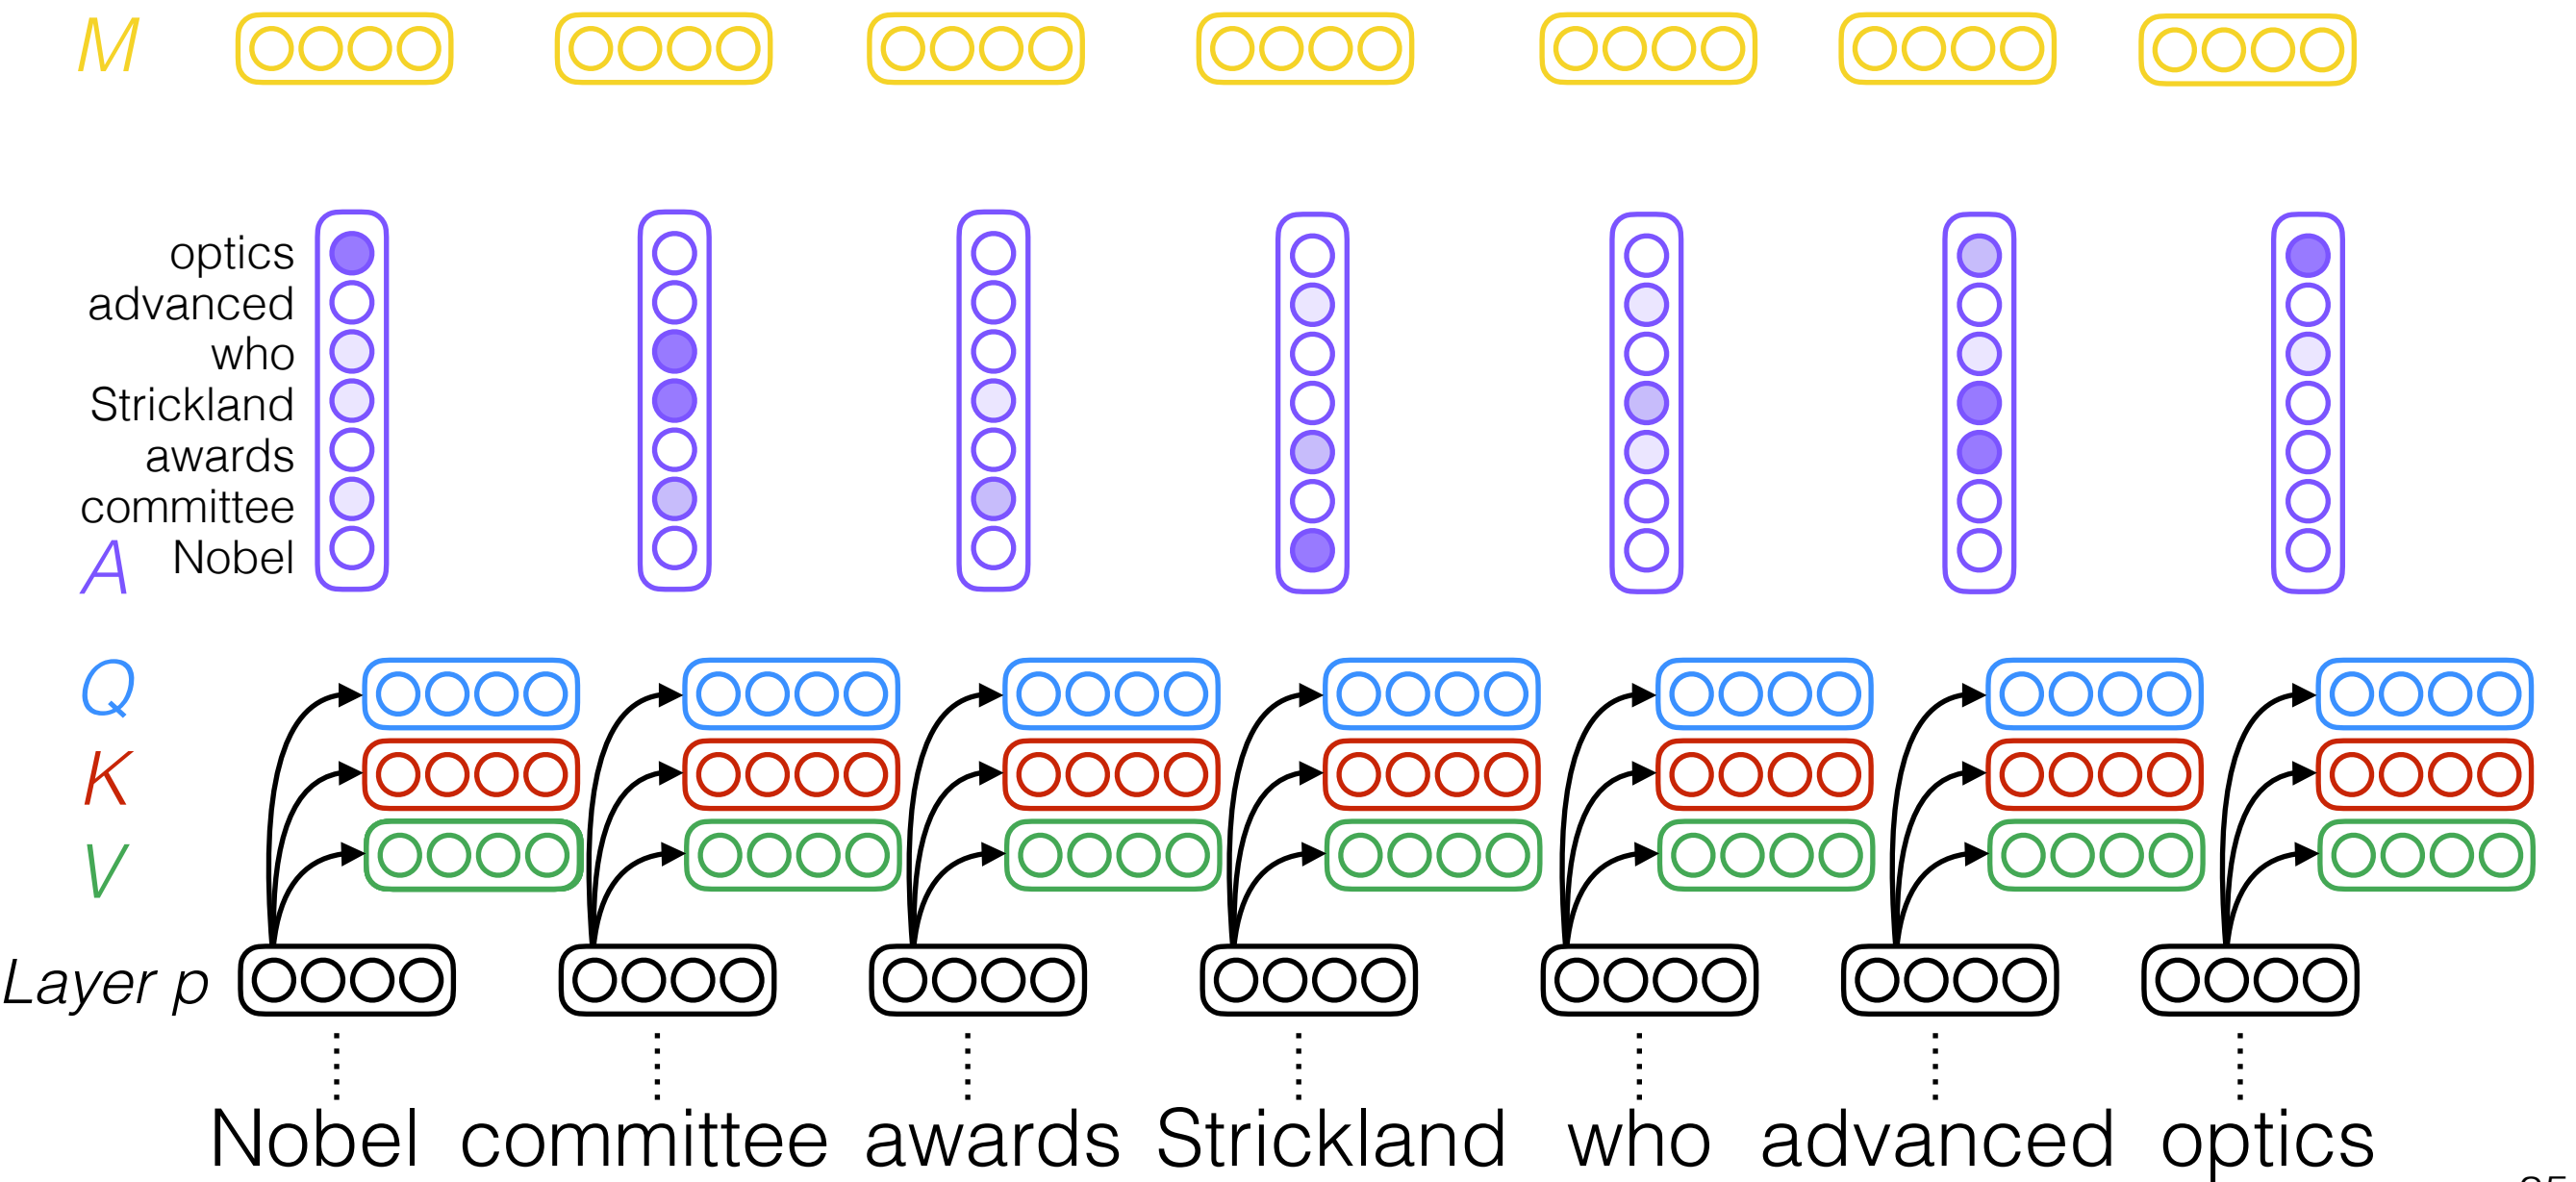 M
optics
advanced
who
Strickland
awards
committee
A Nobel
Q
K
V
Layer p
Nobel committee awards Strickland who advanced optics